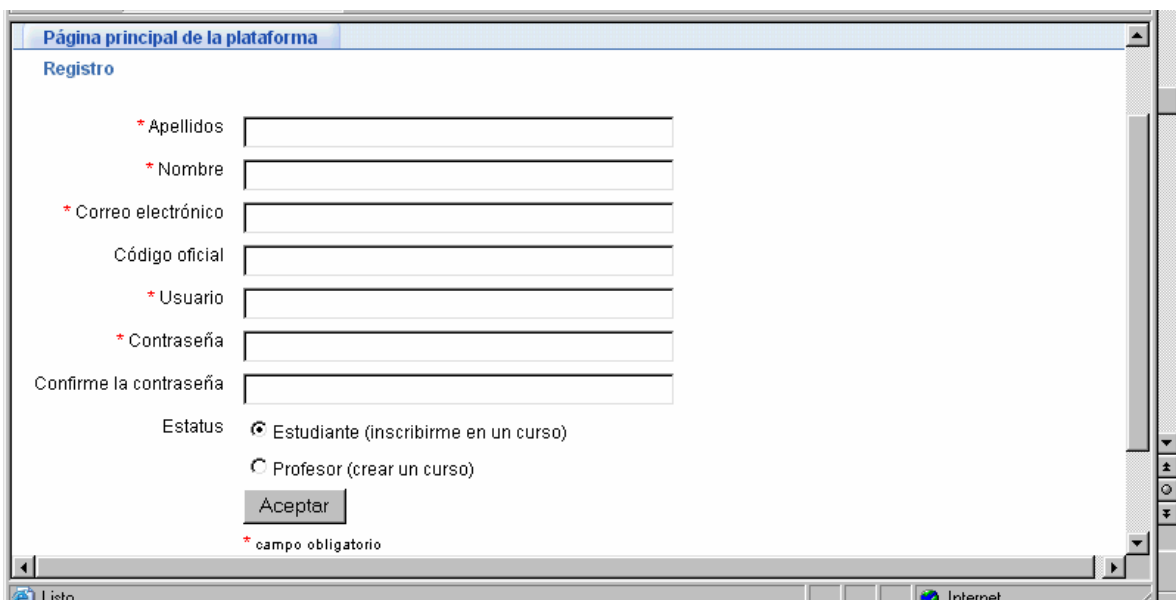 Página principal de la plataforma
Registro
* Apellidos
* Nombre
* Correo electrónico
Código oficial
* Usuario
* Contraseña
Confirme la contraseña
Estatus
Estudiante (inscribirme en un curso)
Profesor (crear un curso)
Aceptar
* campo obligatorio
Listo
Internet